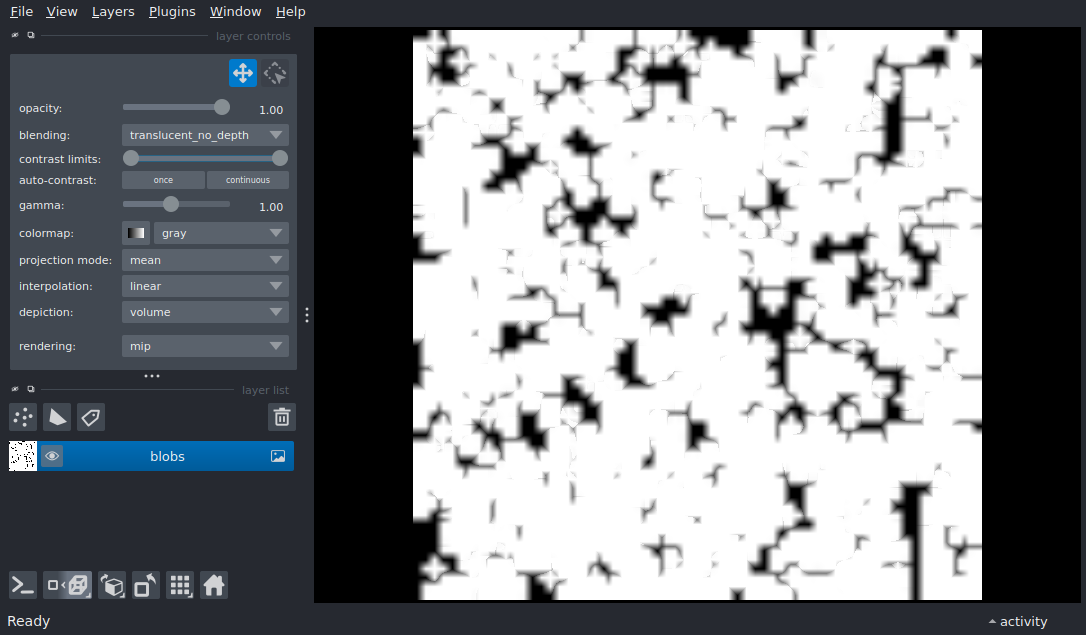 File View Layers Plugins Window Help
layer controls
opacity: 1.00
blending: translucent_no_depth
contrast limits:
auto-contrast: once continuous
gamma: 1.00
colormap: gray
projection mode: mean
interpolation: linear
depiction: volume
rendering: mip
layer list
blobs
Ready activity